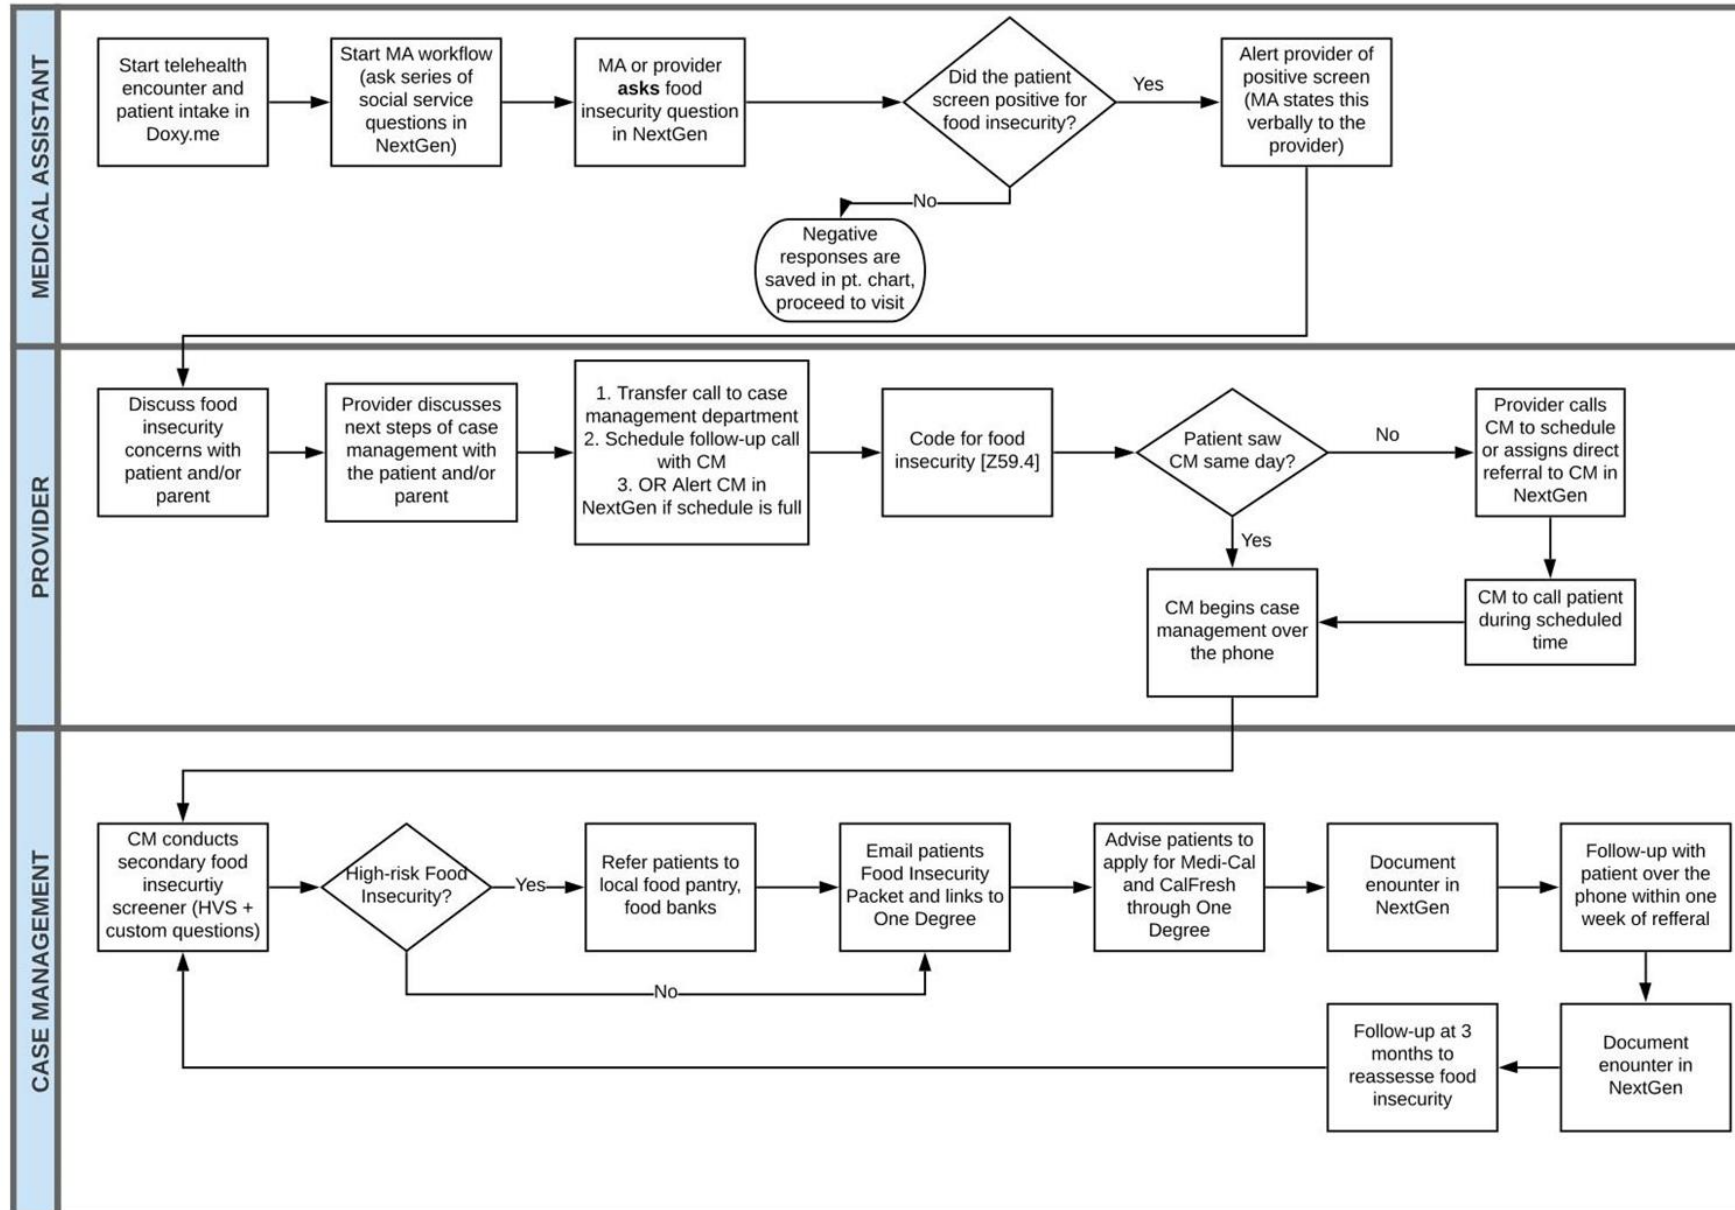 MEDICAL ASSISTANT
Start telehealth
encounter and
patient intake in
Doxy.me
Start MA workflow
(ask series of
social service
questions in
NextGen)
MA or provider
asks food
insecurity question
in NextGen
Did the patient
screen positive for
food insecurity?
Yes
Alert provider of
positive screen
(MA states this
verbally to the
provider)
No
Negative
responses are
saved in pt. chart,
proceed to visit
PROVIDER
Discuss food
insecurity
concerns with
patient and/or
parent
Provider discusses
next steps of case
management with
the patient and/or
parent
1. Transfer call to case
management department
2. Schedule follow-up call
with CM
3. OR Alert CM in
NextGen if schedule is full
Code for food
insecurity [Z59.4]
Patient saw
CM same day?
No
Provider calls
CM to schedule
or assigns direct
referral to CM in
NextGen
Yes
CM begins case
management over
the phone
CM to call patient
during scheduled
time
CASE MANAGEMENT
CM conducts
secondary food
insecurtiy
screener (HVS +
custom questions)
High-risk Food
Insecurity?
Yes
Refer patients to
local food pantry,
food banks
Email patients
Food Insecurity
Packet and links to
One Degree
Advise patients to
apply for Medi-Cal
and CalFresh
through One
Degree
Document
enounter in
NextGen
Follow-up with
patient over the
phone within one
week of refferal
No
Follow-up at 3
months to
reassesse food
insecurity
Document
enounter in
NextGen